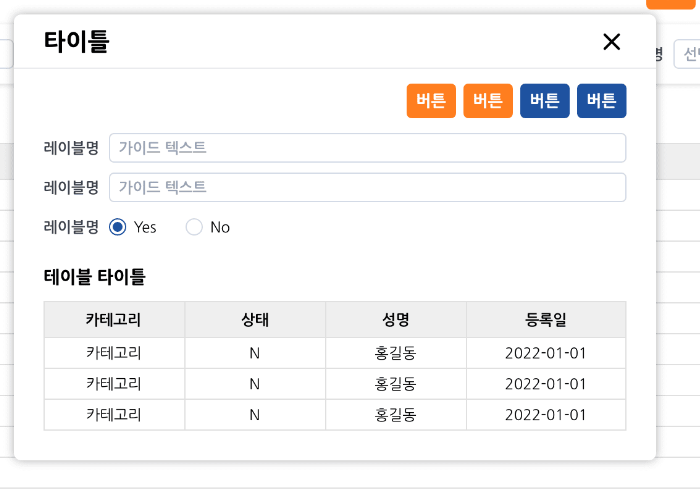 타이틀
버튼 버튼 버튼 버튼
레이블명 가이드 텍스트
레이블명 가이드 텍스트
레이블명 Yes No
테이블 타이틀
카테고리 상태 성명 등록일
카테고리 N 홍길동 2022-01-01
카테고리 N 홍길동 2022-01-01
카테고리 N 홍길동 2022-01-01